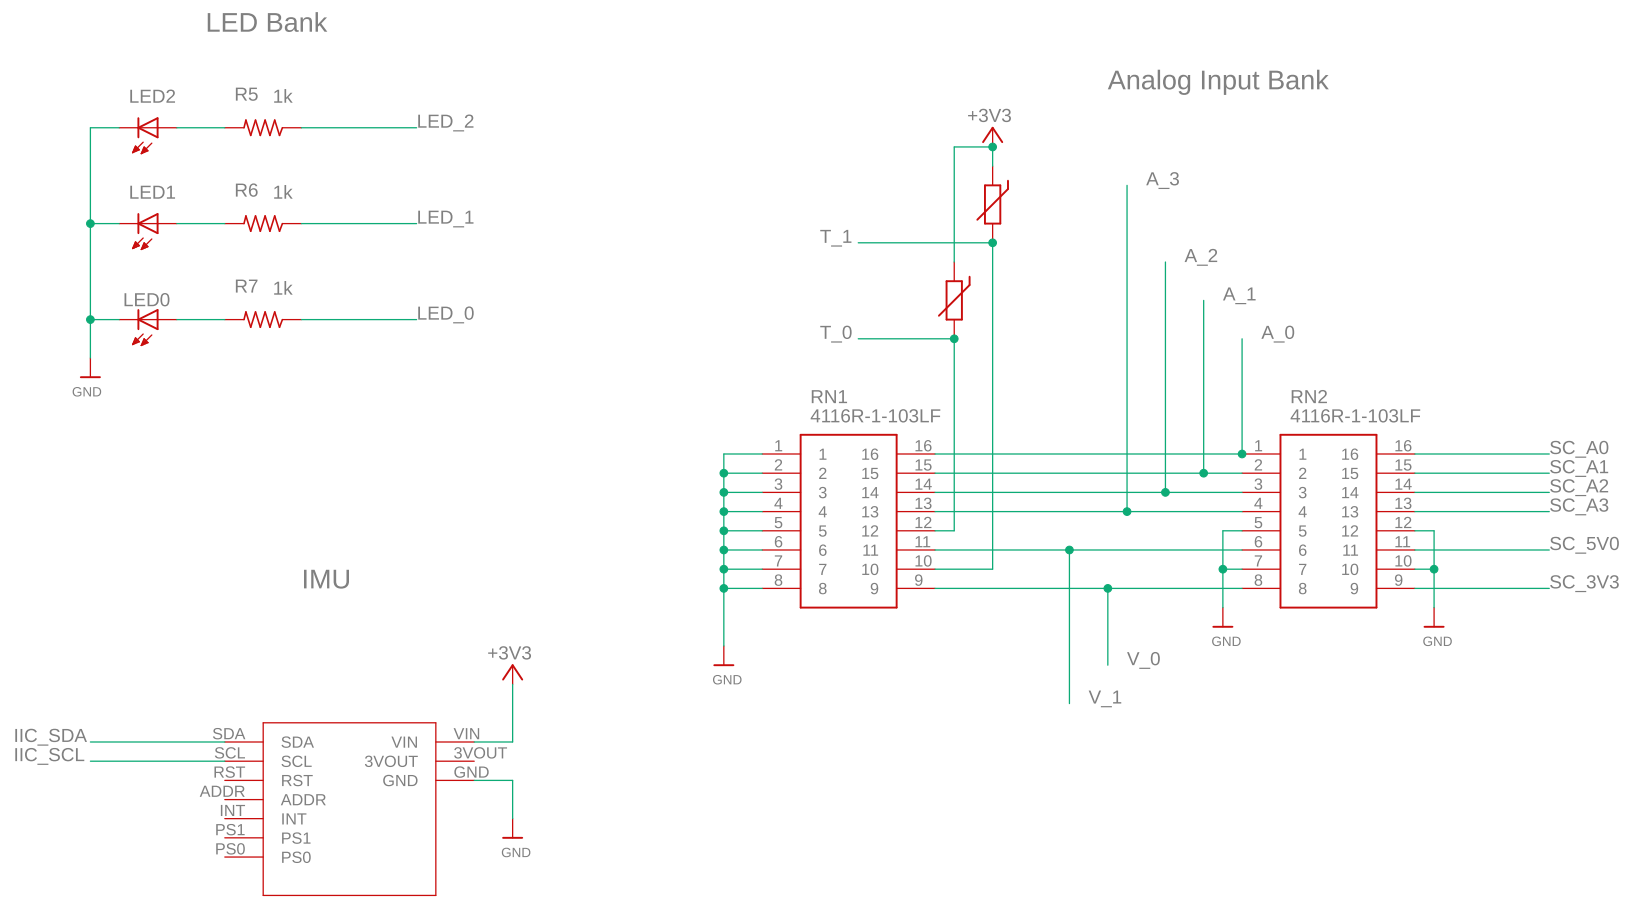 LED Bank
LED2
R5 1k
LED_2
LED1
R6 1k
LED_1
LED0
R7 1k
LED_0
GND
Analog Input Bank
+3V3
A_3
T_1
A_2
A_1
T_0
A_0
RN1
4116R-1-103LF
1 1 16 16
2 2 15 15
3 3 14 14
4 4 13 13
5 5 12 12
6 6 11 11
7 7 10 10
8 8 9 9
GND
RN2
4116R-1-103LF
1 1 16 16 SC_A0
2 2 15 15 SC_A1
3 3 14 14 SC_A2
4 4 13 13 SC_A3
5 5 12 12
6 6 11 11 SC_5V0
7 7 10 10
8 8 9 9 SC_3V3
GND
GND
V_0
V_1
IMU
+3V3
IIC_SDA SDA SDA VIN VIN
IIC_SCL SCL SCL 3VOUT 3VOUT
RST RST GND GND
ADDR ADDR
INT INT
PS1 PS1
PS0 PS0
GND